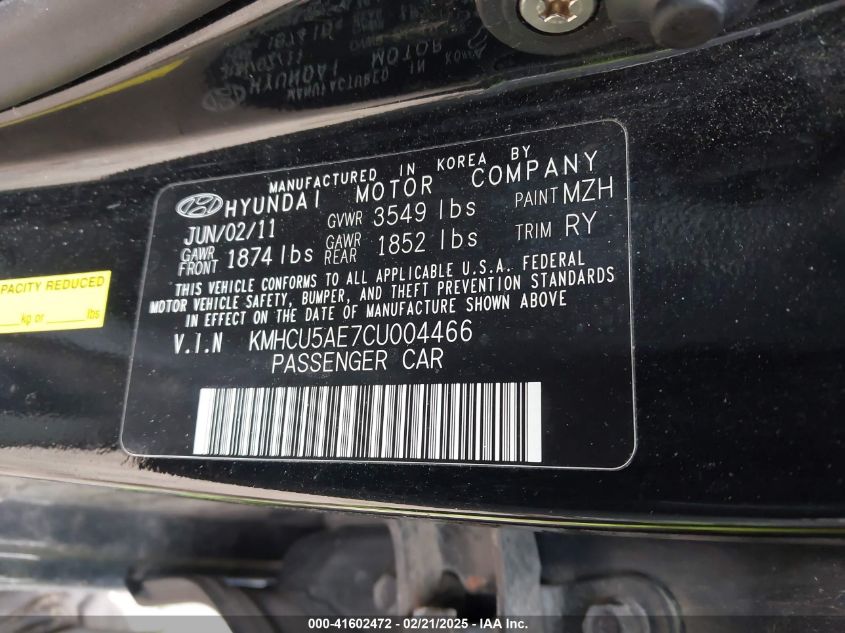 MANUFACTURED IN KOREA BY
HYUNDAI MOTOR COMPANY
JUN/02/11 GVWR 3549 lbs PAINT MZH
GAWR FRONT 1874 lbs GAWR REAR 1852 lbs TRIM RY
THIS VEHICLE CONFORMS TO ALL APPLICABLE U.S.A. FEDERAL
MOTOR VEHICLE SAFETY, BUMPER, AND THEFT PREVENTION STANDARDS
IN EFFECT ON THE DATE OF MANUFACTURE SHOWN ABOVE
V.I.N KMHCU5AE7CU004466
PASSENGER CAR
CAPACITY REDUCED
kg or lbs
000-41602472 - 02/21/2025 - IAA Inc.